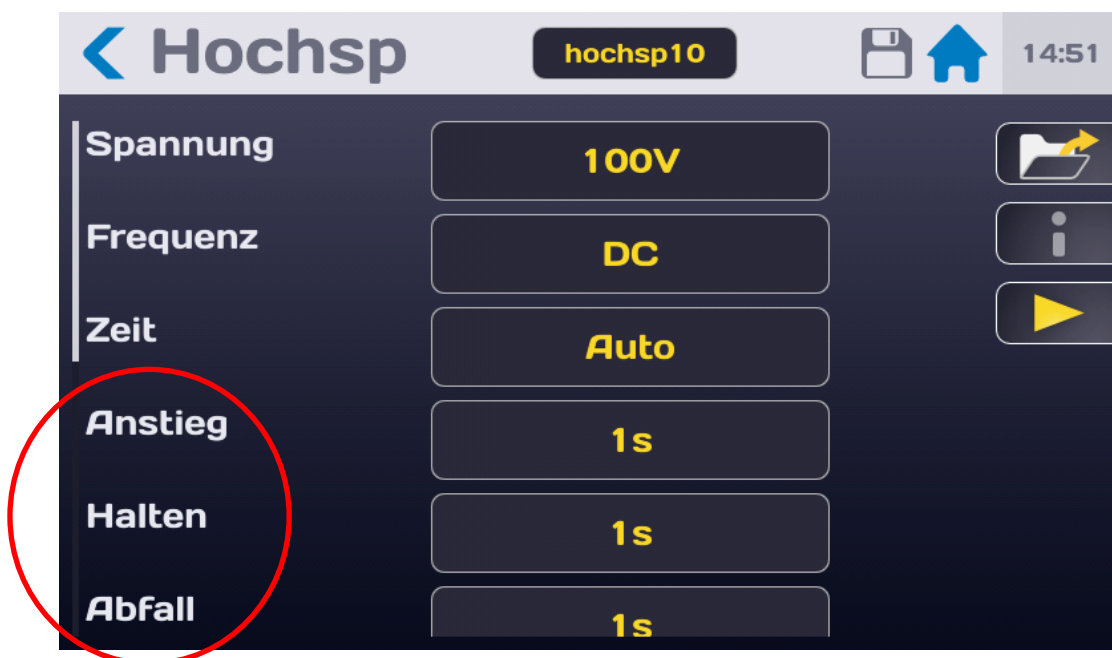 Hochsp
hochsp10
14:51
Spannung
100V
Frequenz
DC
Zeit
Auto
Anstieg
1s
Halten
1s
Abfall
1s